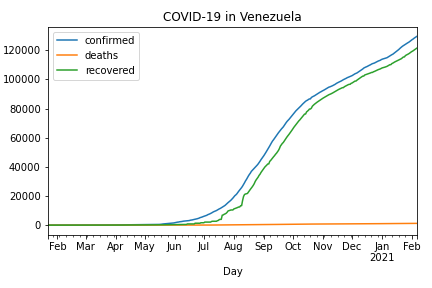 COVID-19 in Venezuela
confirmed
deaths
recovered
120000
100000
80000
60000
40000
20000
0
Feb Mar Apr May Jun Jul Aug Sep Oct Nov Dec Jan Feb
2021
Day